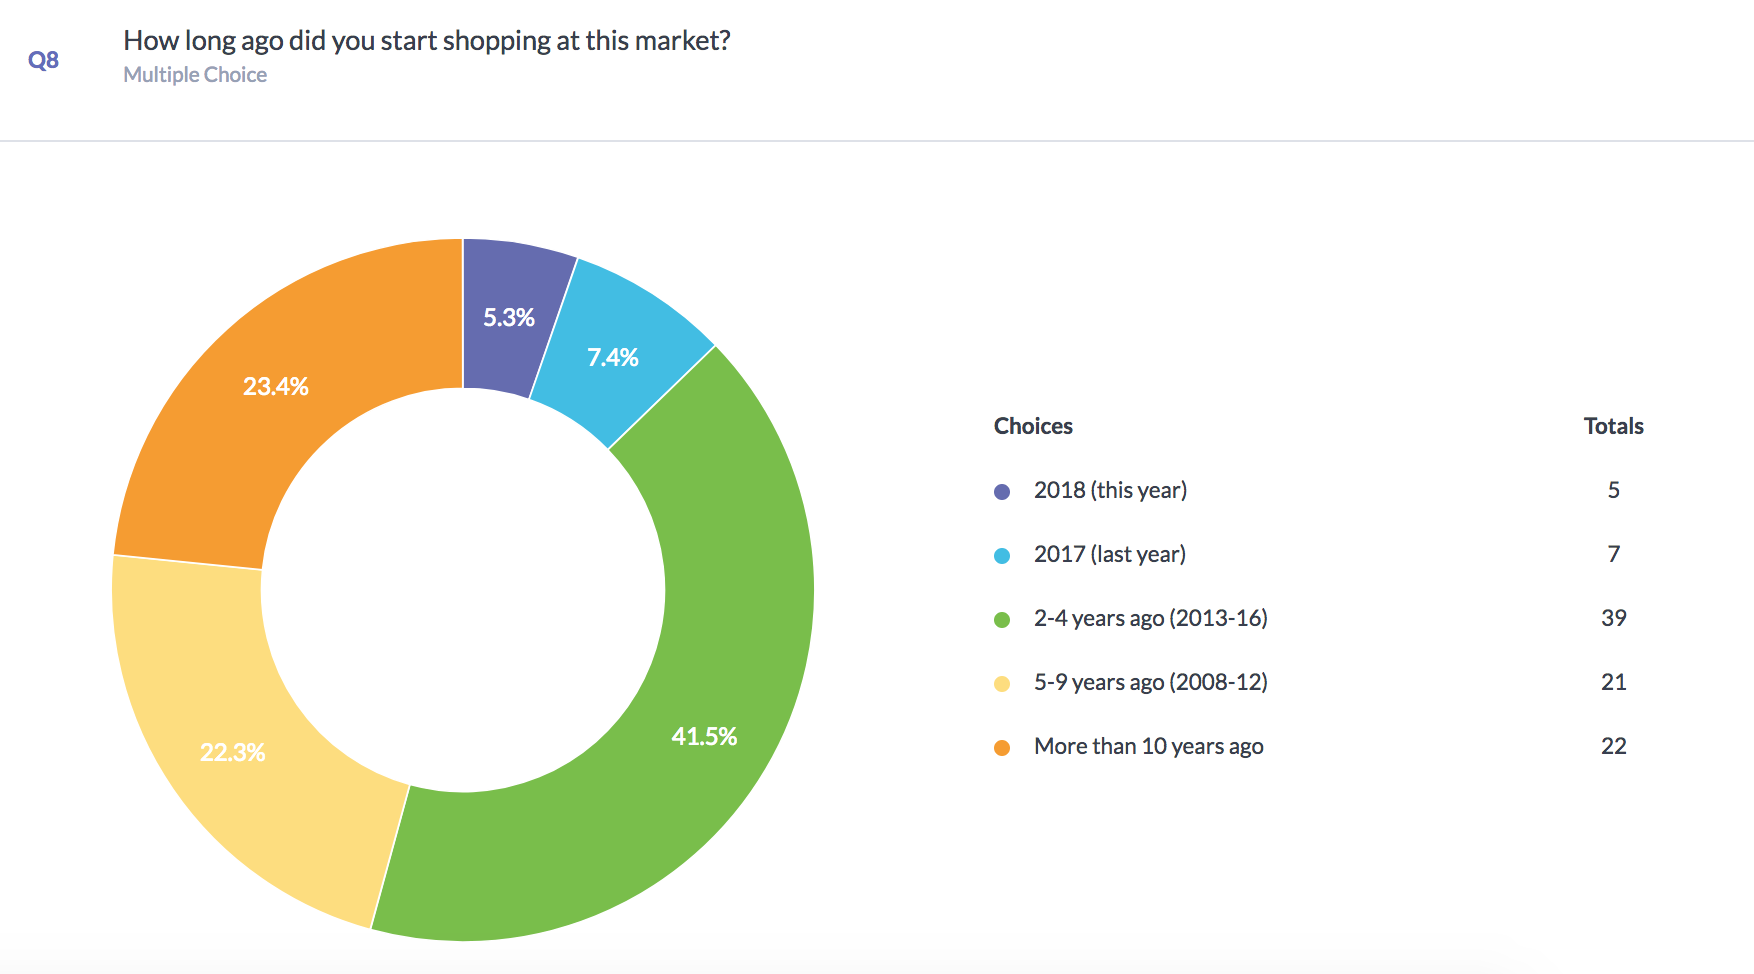 Q8
How long ago did you start shopping at this market?
Multiple Choice
5.3%
7.4%
23.4%
41.5%
22.3%
Choices Totals
2018 (this year) 5
2017 (last year) 7
2-4 years ago (2013-16) 39
5-9 years ago (2008-12) 21
More than 10 years ago 22